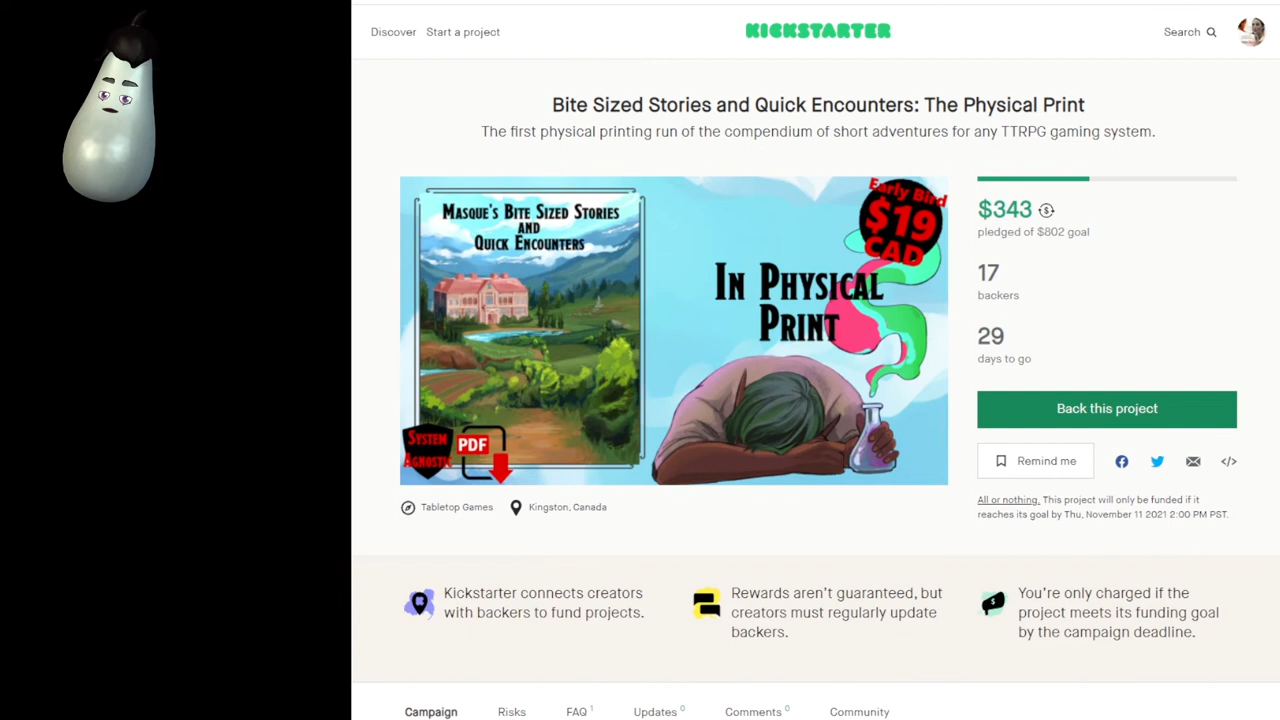 Discover Start a project KICKSTARTER Search
Bite Sized Stories and Quick Encounters: The Physical Print
The first physical printing run of the compendium of short adventures for any TTRPG gaming system.
Masque's Bite Sized Stories
and
Quick Encounters
System
Agnostic
PDF
In Physical
Print
Early Bird
$19
CAD
$343
pledged of $802 goal
17
backers
29
days to go
Back this project
Remind me
All or nothing. This project will only be funded if it
reaches its goal by Thu, November 11 2021 2:00 PM PST.
Tabletop Games Kingston, Canada
Kickstarter connects creators
with backers to fund projects.
Rewards aren't guaranteed, but
creators must regularly update
backers.
You're only charged if the
project meets its funding goal
by the campaign deadline.
Campaign Risks FAQ 1 Updates 0 Comments 0 Community